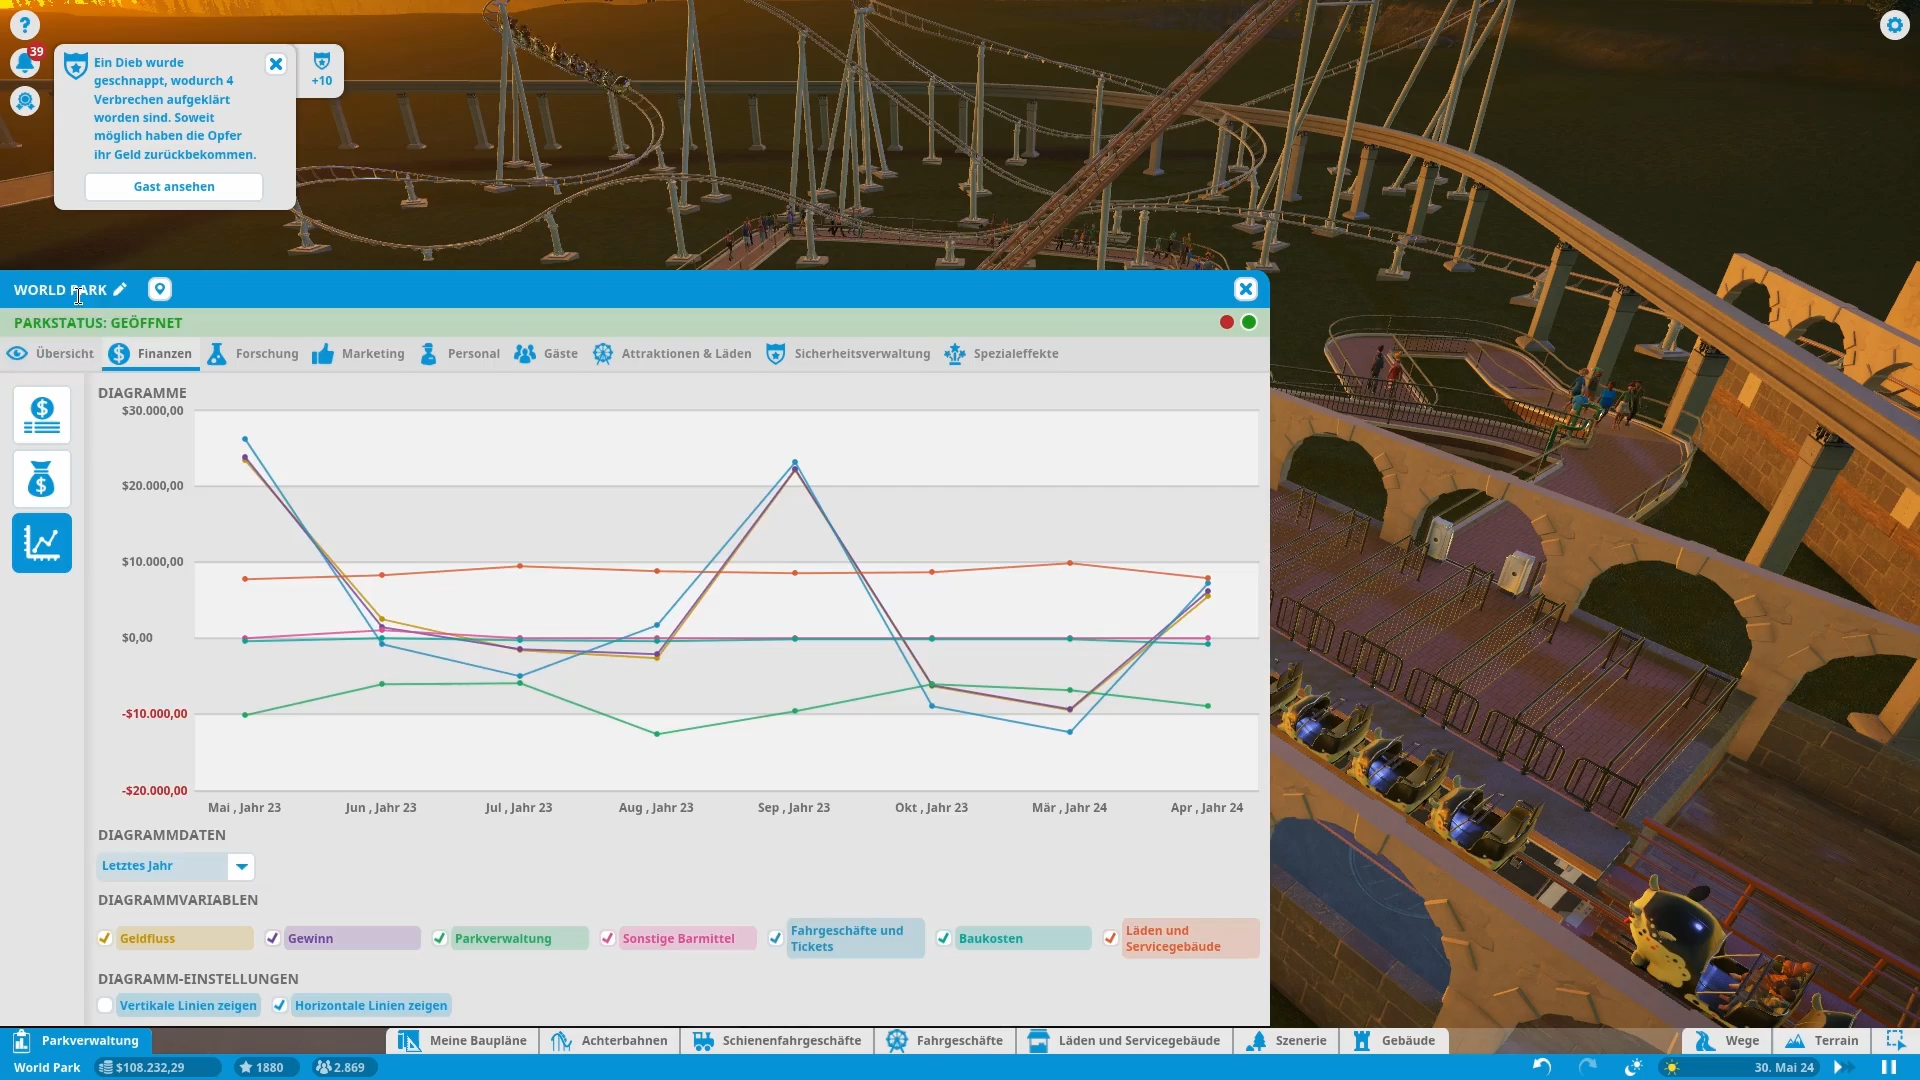 ?
39
Ein Dieb wurde
geschnappt, wodurch 4
Verbrechen aufgeklärt
worden sind. Soweit
möglich haben die Opfer
ihr Geld zurückbekommen.
Gast ansehen
+10
WORLD PARK
PARKSTATUS: GEÖFFNET
Übersicht
Finanzen
Forschung
Marketing
Personal
Gäste
Attraktionen & Läden
Sicherheitsverwaltung
Spezialeffekte
DIAGRAMME
$30.000,00
$20.000,00
$10.000,00
$0,00
-$10.000,00
-$20.000,00
Mai , Jahr 23
Jun , Jahr 23
Jul , Jahr 23
Aug , Jahr 23
Sep , Jahr 23
Okt , Jahr 23
Mär , Jahr 24
Apr , Jahr 24
DIAGRAMMDATEN
Letztes Jahr
DIAGRAMMVARIABLEN
Geldfluss
Gewinn
Parkverwaltung
Sonstige Barmittel
Fahrgeschäfte und
Tickets
Baukosten
Läden und
Servicegebäude
DIAGRAMM-EINSTELLUNGEN
Vertikale Linien zeigen
Horizontale Linien zeigen
Parkverwaltung
Meine Baupläne
Achterbahnen
Schienenfahrgeschäfte
Fahrgeschäfte
Läden und Servicegebäude
Szenerie
Gebäude
Wege
Terrain
World Park
$108.232,29
1880
2.869
30. Mai 24